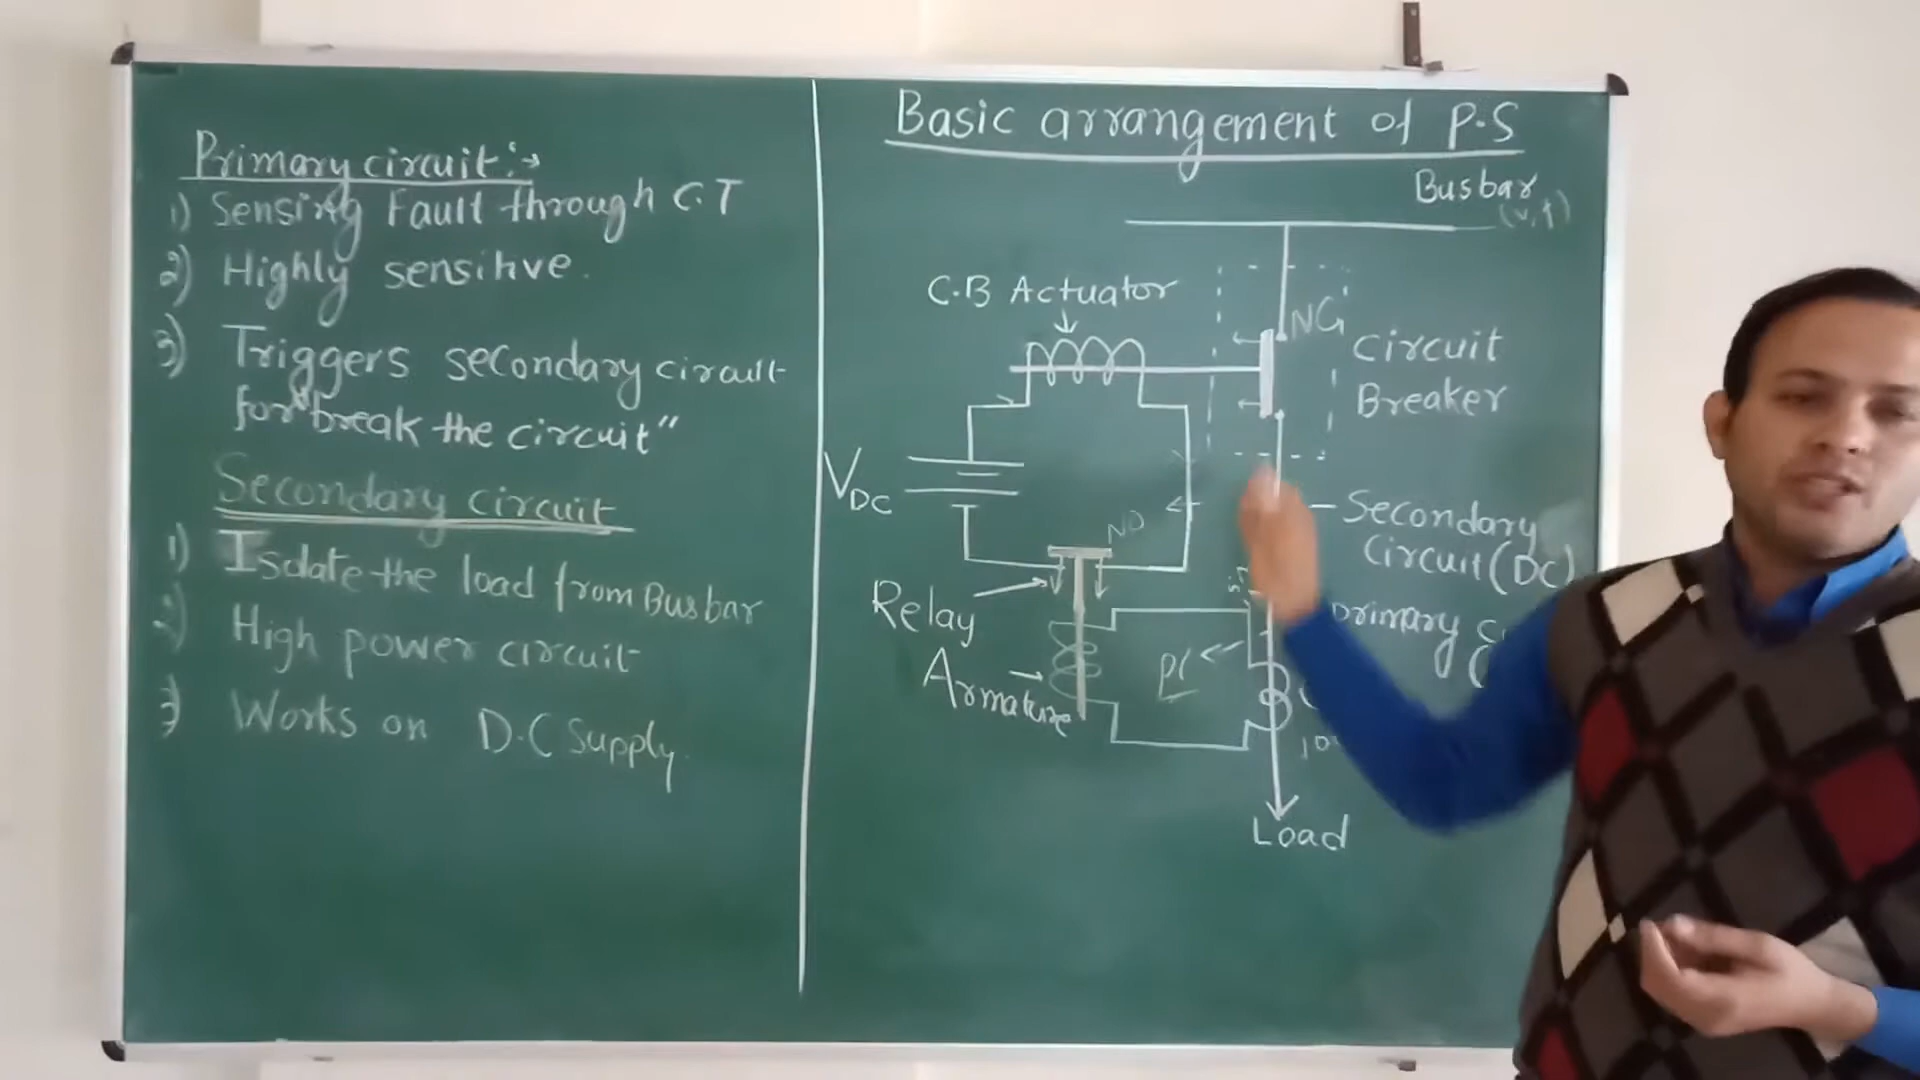 Primary circuit :→
1) Sensing Fault through C.T
2) Highly sensitive.
3) Triggers secondary circuit
for "break the circuit"
Secondary circuit
1) Isolate the load from Busbar
2) High power circuit
3) Works on D.C Supply.
Basic arrangement of P.S
Busbar
(v,f)
C.B Actuator
NC
Circuit
Breaker
VDC
NO
Secondary
Circuit (DC)
Relay
Primary
Armature
PC
Load